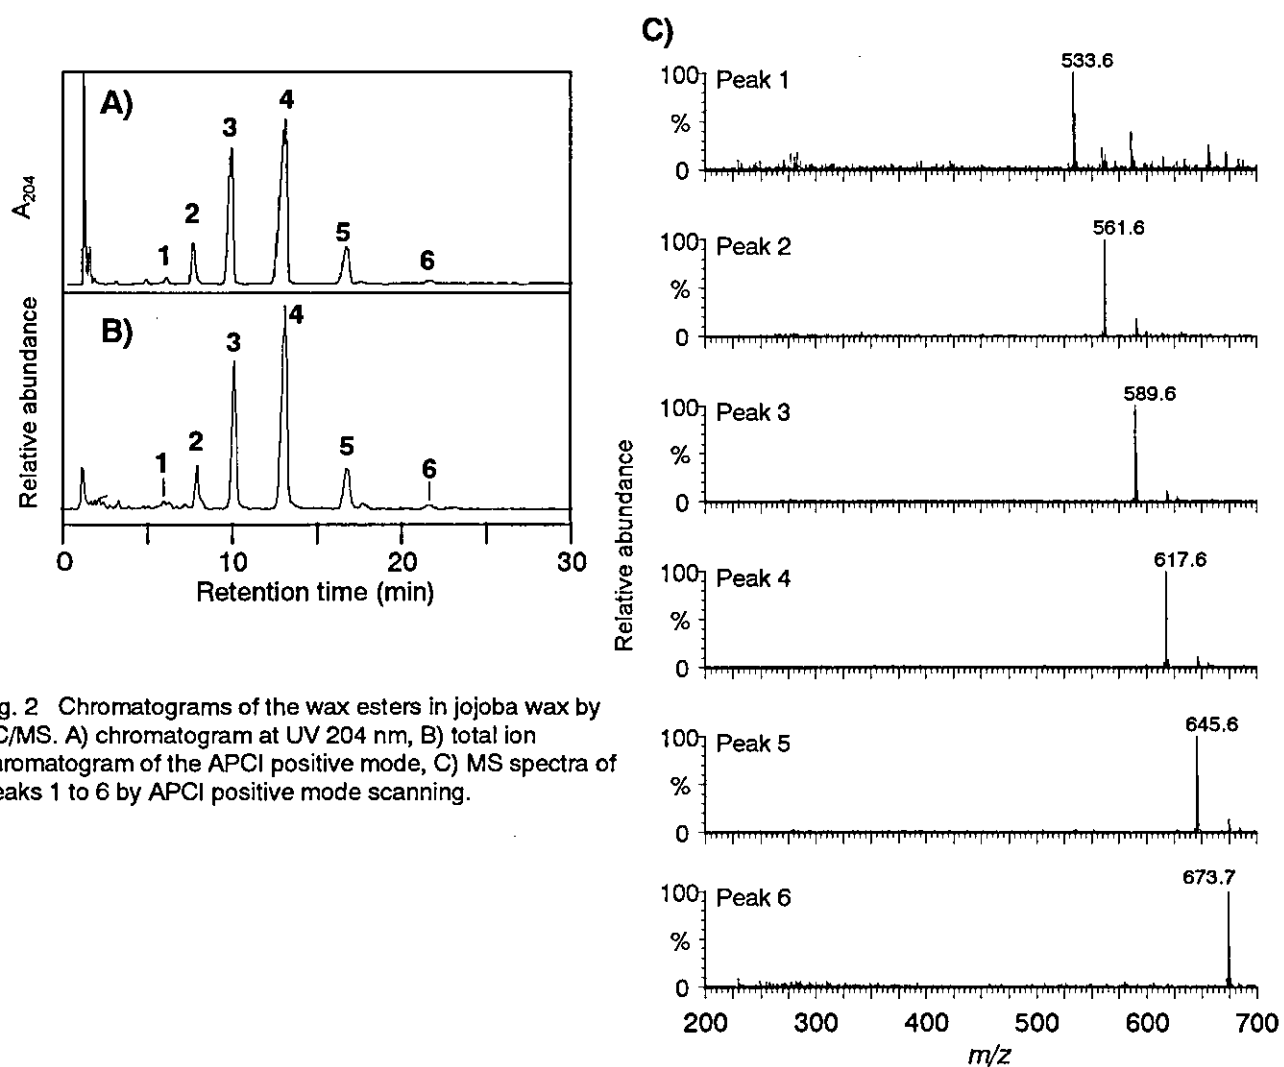 A)
A204
1
2
3
4
5
6
B)
Relative abundance
1
2
3
4
5
6
0 10 20 30
Retention time (min)
g. 2 Chromatograms of the wax esters in jojoba wax by
C/MS. A) chromatogram at UV 204 nm, B) total ion
romatogram of the APCI positive mode, C) MS spectra of
eaks 1 to 6 by APCI positive mode scanning.
C)
Relative abundance
533.6
100 Peak 1
%
0
561.6
100 Peak 2
%
0
589.6
100 Peak 3
%
0
617.6
100 Peak 4
%
0
645.6
100 Peak 5
%
0
673.7
100 Peak 6
%
0
200 300 400 500 600 700
m/z